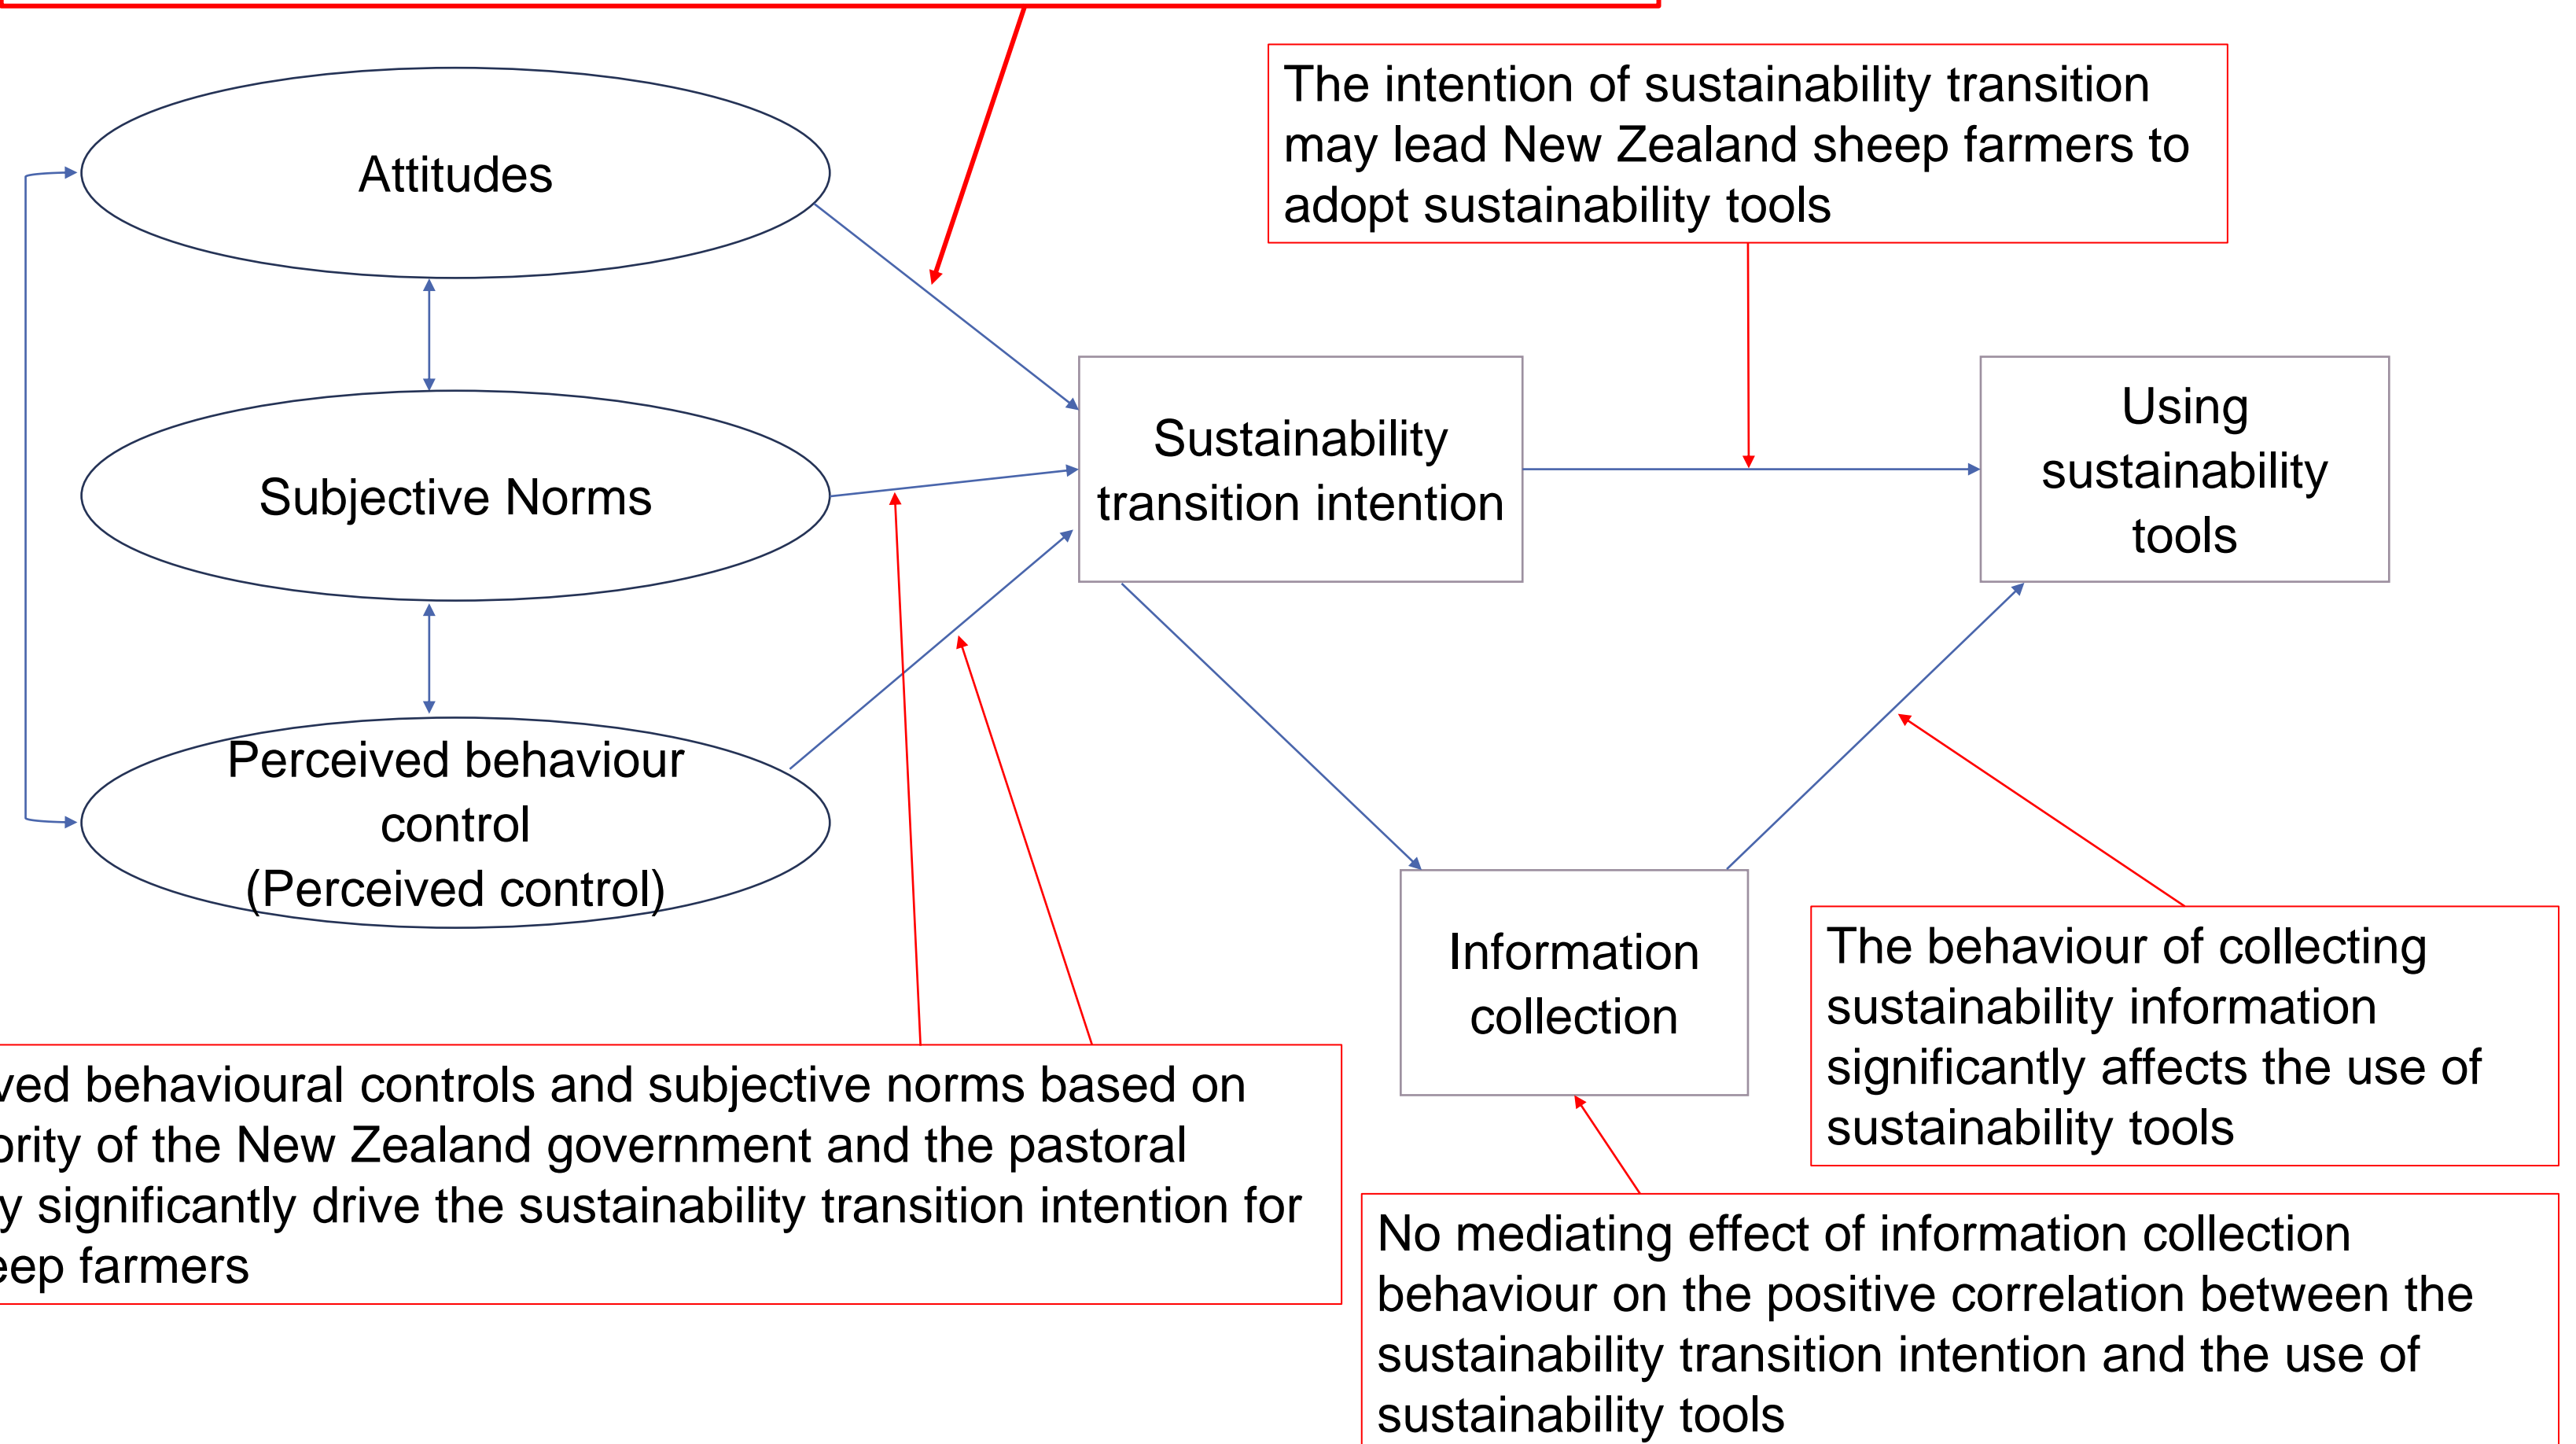 The intention of sustainability transition
may lead New Zealand sheep farmers to
adopt sustainability tools
Attitudes
Subjective Norms
Perceived behaviour
control
(Perceived control)
Sustainability
transition intention
Using
sustainability
tools
Information
collection
The behaviour of collecting
sustainability information
significantly affects the use of
sustainability tools
behavioural controls and subjective norms based on
of the New Zealand government and the pastoral
significantly drive the sustainability transition intention for
farmers
No mediating effect of information collection
behaviour on the positive correlation between the
sustainability transition intention and the use of
sustainability tools